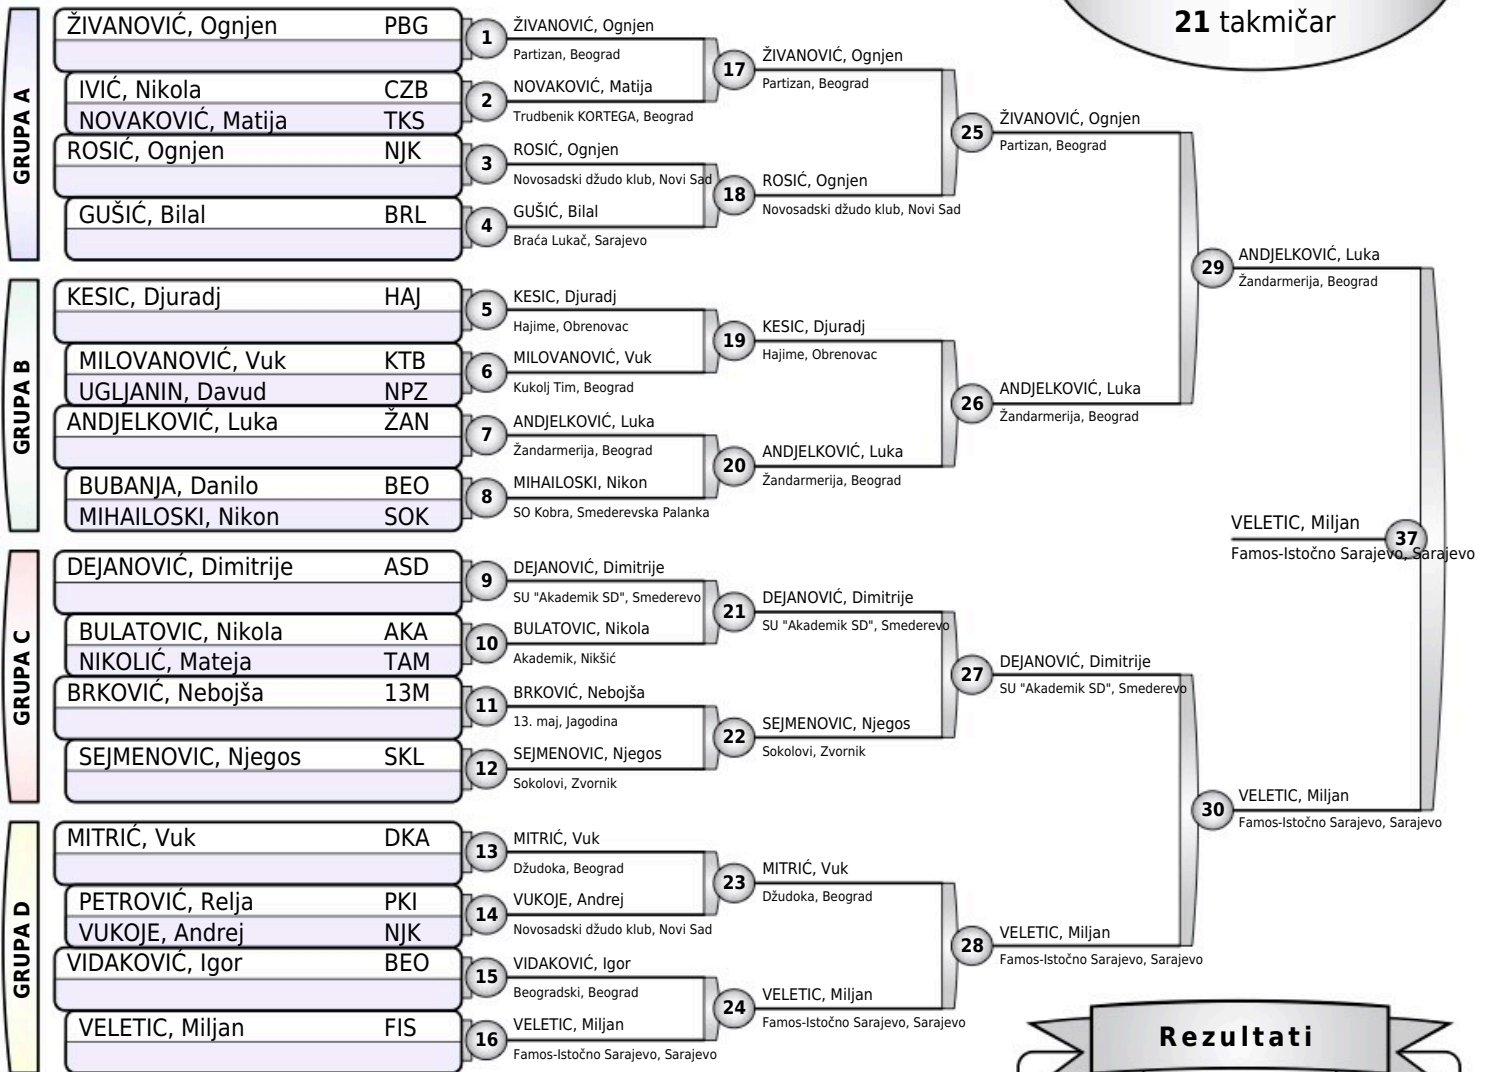 21 takmičar
GRUPA A
ŽIVANOVIĆ, Ognjen PBG
IVIĆ, Nikola CZB
NOVAKOVIĆ, Matija TKS
ROSIĆ, Ognjen NJK
GUŠIĆ, Bilal BRL
1
ŽIVANOVIĆ, Ognjen
Partizan, Beograd
2
NOVAKOVIĆ, Matija
Trudbenik KORTEGA, Beograd
3
ROSIĆ, Ognjen
Novosadski džudo klub, Novi Sad
4
GUŠIĆ, Bilal
Braća Lukač, Sarajevo
17
ŽIVANOVIĆ, Ognjen
Partizan, Beograd
18
ROSIĆ, Ognjen
Novosadski džudo klub, Novi Sad
25
ŽIVANOVIĆ, Ognjen
Partizan, Beograd
GRUPA B
KESIC, Djuradj HAJ
MILOVANOVIĆ, Vuk KTB
UGLJANIN, Davud NPZ
ANDJELKOVIĆ, Luka ŽAN
BUBANJA, Danilo BEO
MIHAILOSKI, Nikon SOK
5
KESIC, Djuradj
Hajime, Obrenovac
6
MILOVANOVIĆ, Vuk
Kukolj Tim, Beograd
7
ANDJELKOVIĆ, Luka
Žandarmerija, Beograd
8
MIHAILOSKI, Nikon
SO Kobra, Smederevska Palanka
19
KESIC, Djuradj
Hajime, Obrenovac
20
ANDJELKOVIĆ, Luka
Žandarmerija, Beograd
26
ANDJELKOVIĆ, Luka
Žandarmerija, Beograd
29
ANDJELKOVIĆ, Luka
Žandarmerija, Beograd
GRUPA C
DEJANOVIĆ, Dimitrije ASD
BULATOVIC, Nikola AKA
NIKOLIĆ, Mateja TAM
BRKOVIĆ, Nebojša 13M
SEJMENOVIC, Njegos SKL
9
DEJANOVIĆ, Dimitrije
SU "Akademik SD", Smederevo
10
BULATOVIC, Nikola
Akademik, Nikšić
11
BRKOVIĆ, Nebojša
13. maj, Jagodina
12
SEJMENOVIC, Njegos
Sokolovi, Zvornik
21
DEJANOVIĆ, Dimitrije
SU "Akademik SD", Smederevo
22
SEJMENOVIC, Njegos
Sokolovi, Zvornik
27
DEJANOVIĆ, Dimitrije
SU "Akademik SD", Smederevo
GRUPA D
MITRIĆ, Vuk DKA
PETROVIĆ, Relja PKI
VUKOJE, Andrej NJK
VIDAKOVIĆ, Igor BEO
VELETIC, Miljan FIS
13
MITRIĆ, Vuk
Džudoka, Beograd
14
VUKOJE, Andrej
Novosadski džudo klub, Novi Sad
15
VIDAKOVIĆ, Igor
Beogradski, Beograd
16
VELETIC, Miljan
Famos-Istočno Sarajevo, Sarajevo
23
MITRIĆ, Vuk
Džudoka, Beograd
24
VELETIC, Miljan
Famos-Istočno Sarajevo, Sarajevo
28
VELETIC, Miljan
Famos-Istočno Sarajevo, Sarajevo
30
VELETIC, Miljan
Famos-Istočno Sarajevo, Sarajevo
VELETIC, Miljan
37
Famos-Istočno Sarajevo, Sarajevo
Rezultati